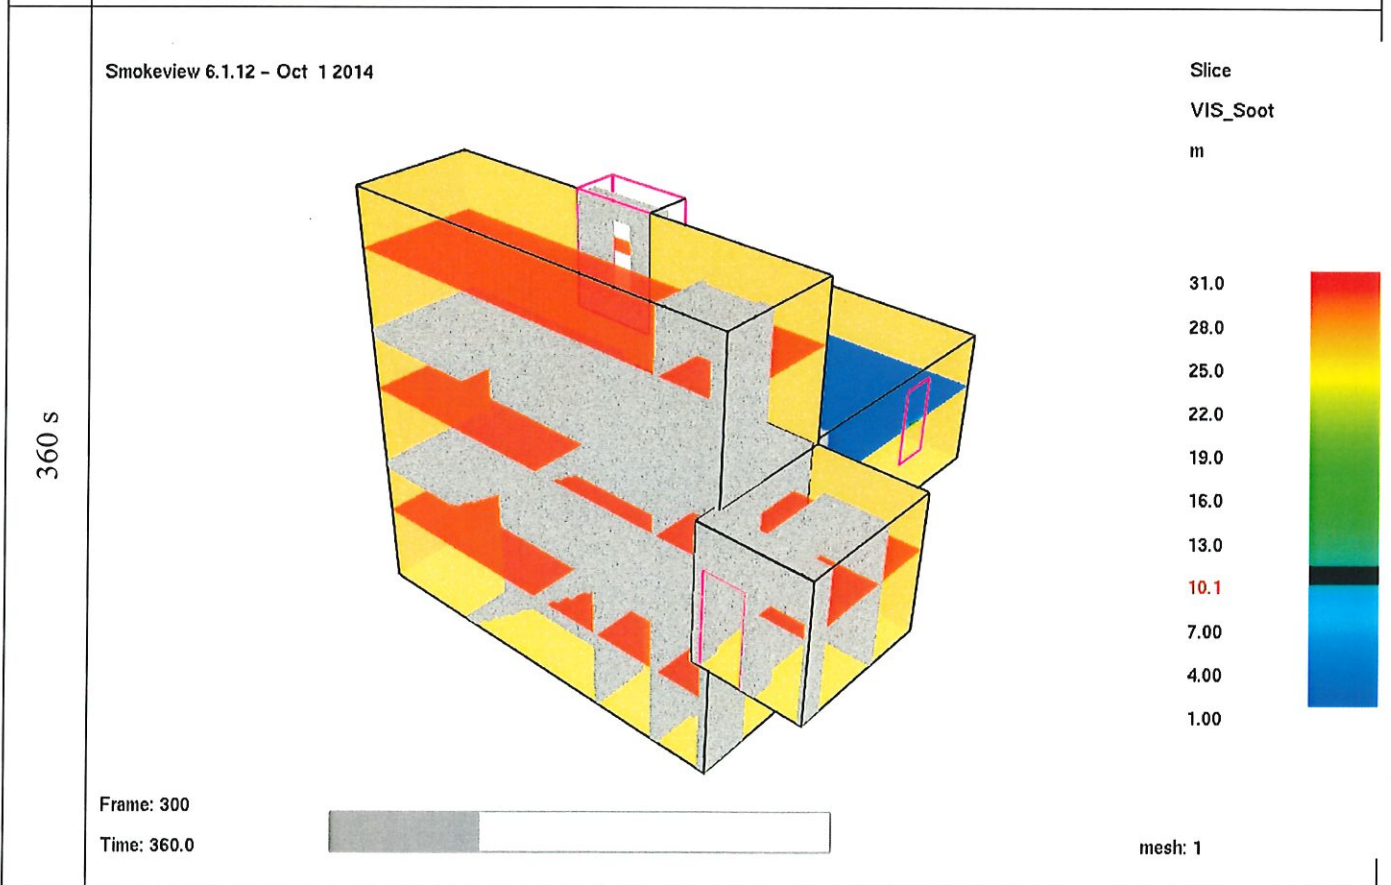 360 s
Smokeview 6.1.12 – Oct 1 2014
Slice
VIS_Soot
m
31.0
28.0
25.0
22.0
19.0
16.0
13.0
10.1
7.00
4.00
1.00
Frame: 300
Time: 360.0
mesh: 1